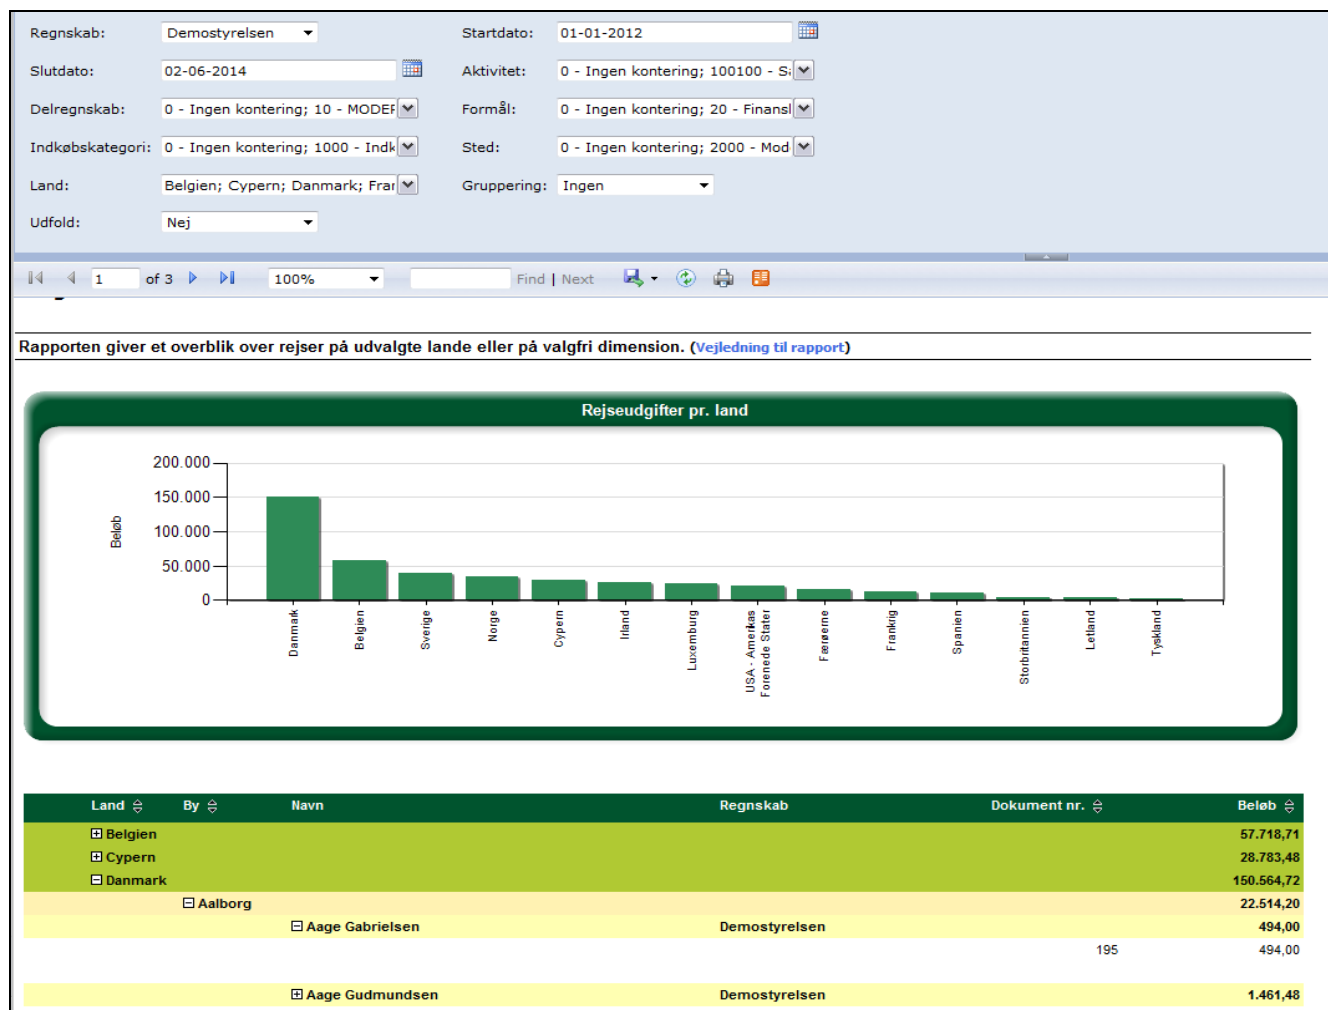 Regnskab: Demostyrelsen Startdato: 01-01-2012
Slutdato: 02-06-2014 Aktivitet: 0 - Ingen kontering; 100100 - Sa
Delregnskab: 0 - Ingen kontering; 10 - MODER Formål: 0 - Ingen kontering; 20 - Finansl
Indkøbskategori: 0 - Ingen kontering; 1000 - Indk Sted: 0 - Ingen kontering; 2000 - Mod
Land: Belgien; Cypern; Danmark; Fran Gruppering: Ingen
Udfold: Nej
1 of 3 100% Find | Next
Rapporten giver et overblik over rejser på udvalgte lande eller på valgfri dimension. (Vejledning til rapport)
Rejseudgifter pr. land
Beløb
200.000
150.000
100.000
50.000
0
Danmark
Belgien
Sverige
Norge
Cypern
Irland
Luxemburg
USA - Amerikas
Forenede Stater
Færøerne
Frankrig
Spanien
Storbritannien
Letland
Tyskland
Land By Navn Regnskab Dokument nr. Beløb
Belgien 57.718,71
Cypern 28.783,48
Danmark 150.564,72
Aalborg 22.514,20
Aage Gabrielsen Demostyrelsen 494,00
195 494,00
Aage Gudmundsen Demostyrelsen 1.461,48